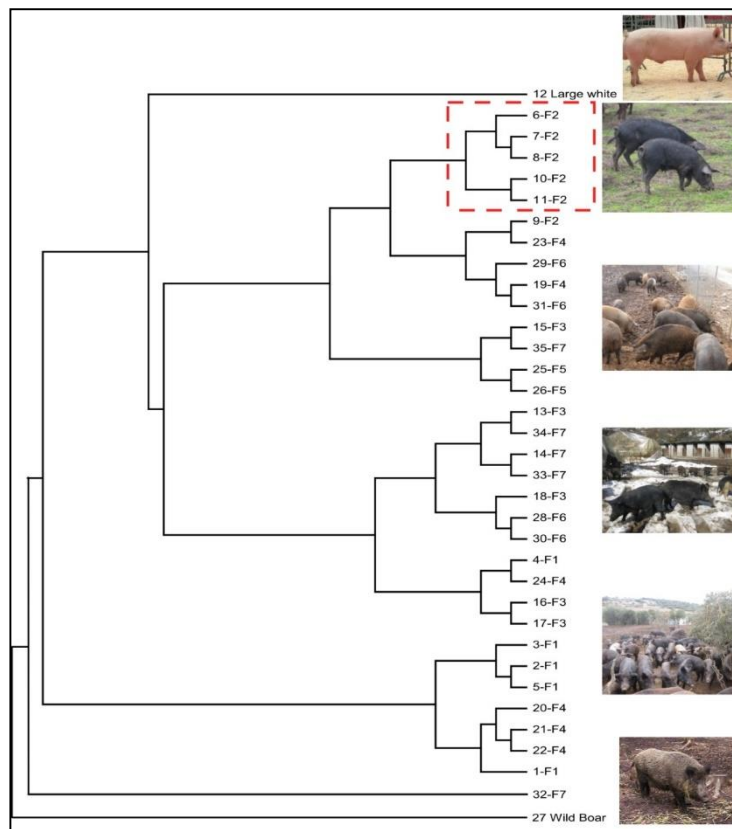 12 Large white
6-F2
7-F2
8-F2
10-F2
11-F2
9-F2
23-F4
29-F6
19-F4
31-F6
15-F3
35-F7
25-F5
26-F5
13-F3
34-F7
14-F7
33-F7
18-F3
28-F6
30-F6
4-F1
24-F4
16-F3
17-F3
3-F1
2-F1
5-F1
20-F4
21-F4
22-F4
1-F1
32-F7
27 Wild Boar